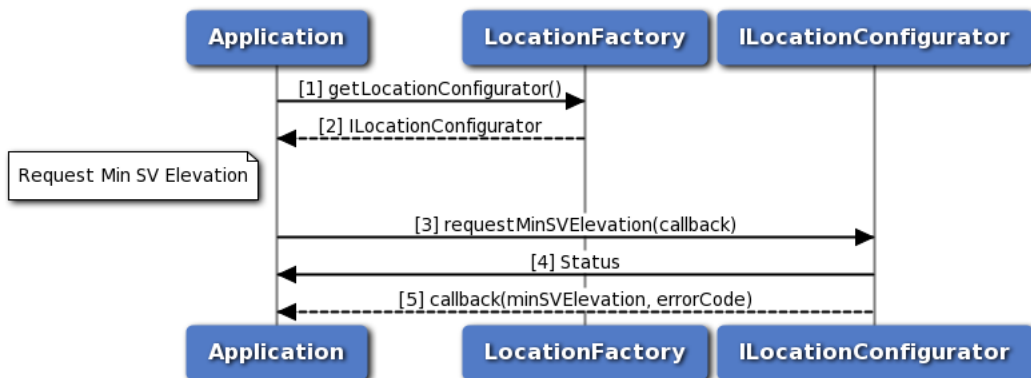 Application
LocationFactory
ILocationConfigurator
[1] getLocationConfigurator()
[2] ILocationConfigurator
Request Min SV Elevation
[3] requestMinSVElevation(callback)
[4] Status
[5] callback(minSVElevation, errorCode)
Application
LocationFactory
ILocationConfigurator